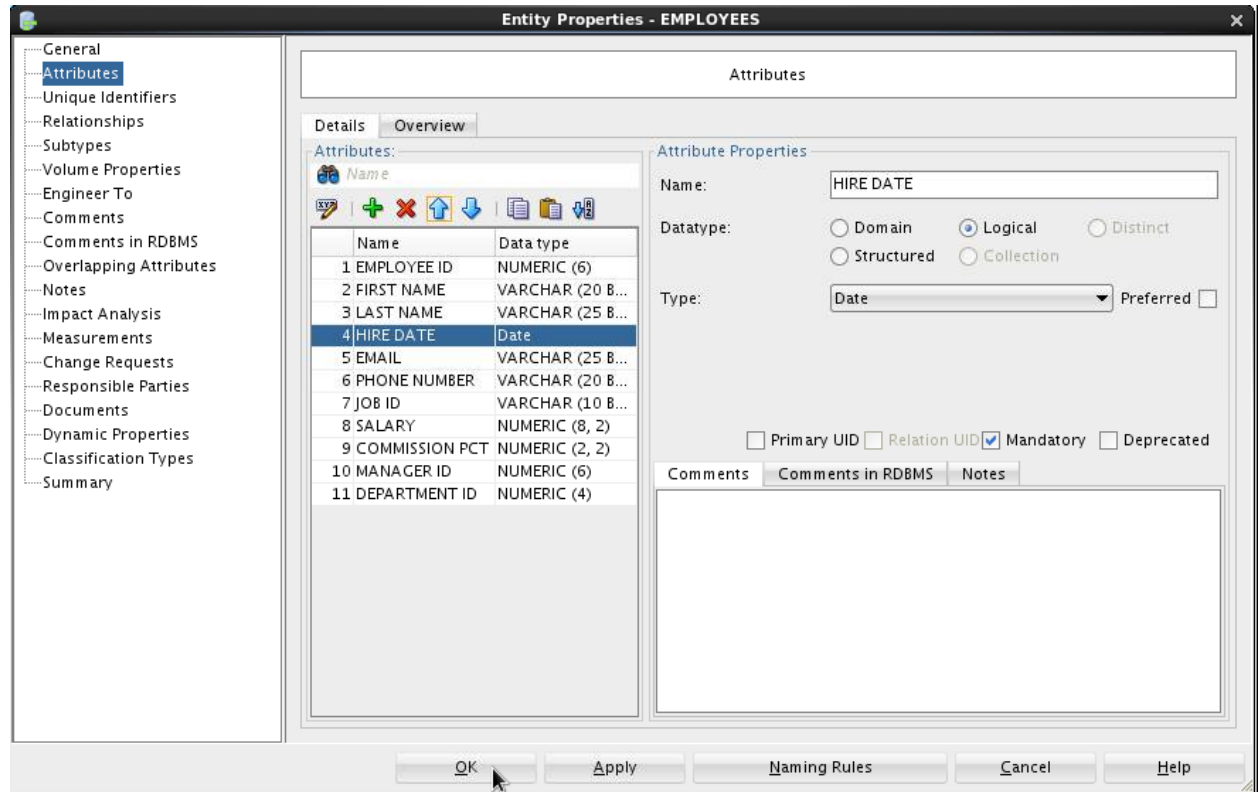 Entity Properties - EMPLOYEES
General
Attributes
Unique Identifiers
Relationships
Subtypes
Volume Properties
Engineer To
Comments
Comments in RDBMS
Overlapping Attributes
Notes
Impact Analysis
Measurements
Change Requests
Responsible Parties
Documents
Dynamic Properties
Classification Types
Summary
Attributes
Details Overview
Attributes:
Name
Name Data type
1 EMPLOYEE ID NUMERIC (6)
2 FIRST NAME VARCHAR (20 B...
3 LAST NAME VARCHAR (25 B...
4 HIRE DATE Date
5 EMAIL VARCHAR (25 B...
6 PHONE NUMBER VARCHAR (20 B...
7 JOB ID VARCHAR (10 B...
8 SALARY NUMERIC (8, 2)
9 COMMISSION PCT NUMERIC (2, 2)
10 MANAGER ID NUMERIC (6)
11 DEPARTMENT ID NUMERIC (4)
Attribute Properties
Name: HIRE DATE
Datatype: Domain Logical Distinct
Structured Collection
Type: Date Preferred
Primary UID Relation UID Mandatory Deprecated
Comments Comments in RDBMS Notes
OK Apply Naming Rules Cancel Help